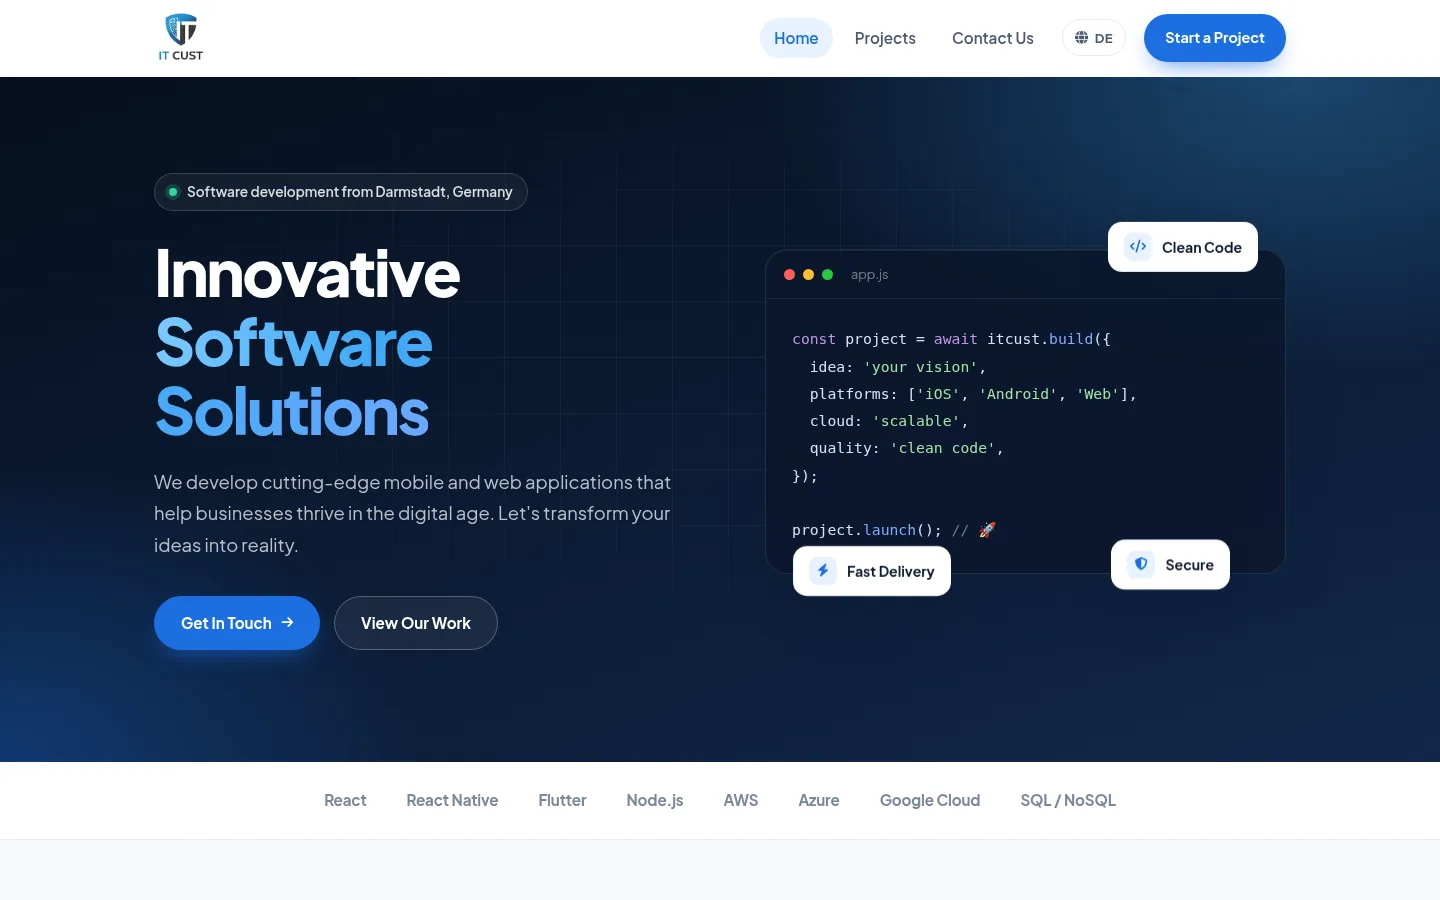 IT CUST
Home
Projects
Contact Us
DE
Start a Project
Software development from Darmstadt, Germany
Innovative
Software
Solutions
We develop cutting-edge mobile and web applications that
help businesses thrive in the digital age. Let's transform your
ideas into reality.
Get In Touch →
View Our Work
Clean Code
app.js
const project = await itcust.build({
  idea: 'your vision',
  platforms: ['iOS', 'Android', 'Web'],
  cloud: 'scalable',
  quality: 'clean code',
});
project.launch(); // 🚀
Fast Delivery
Secure
React
React Native
Flutter
Node.js
AWS
Azure
Google Cloud
SQL / NoSQL